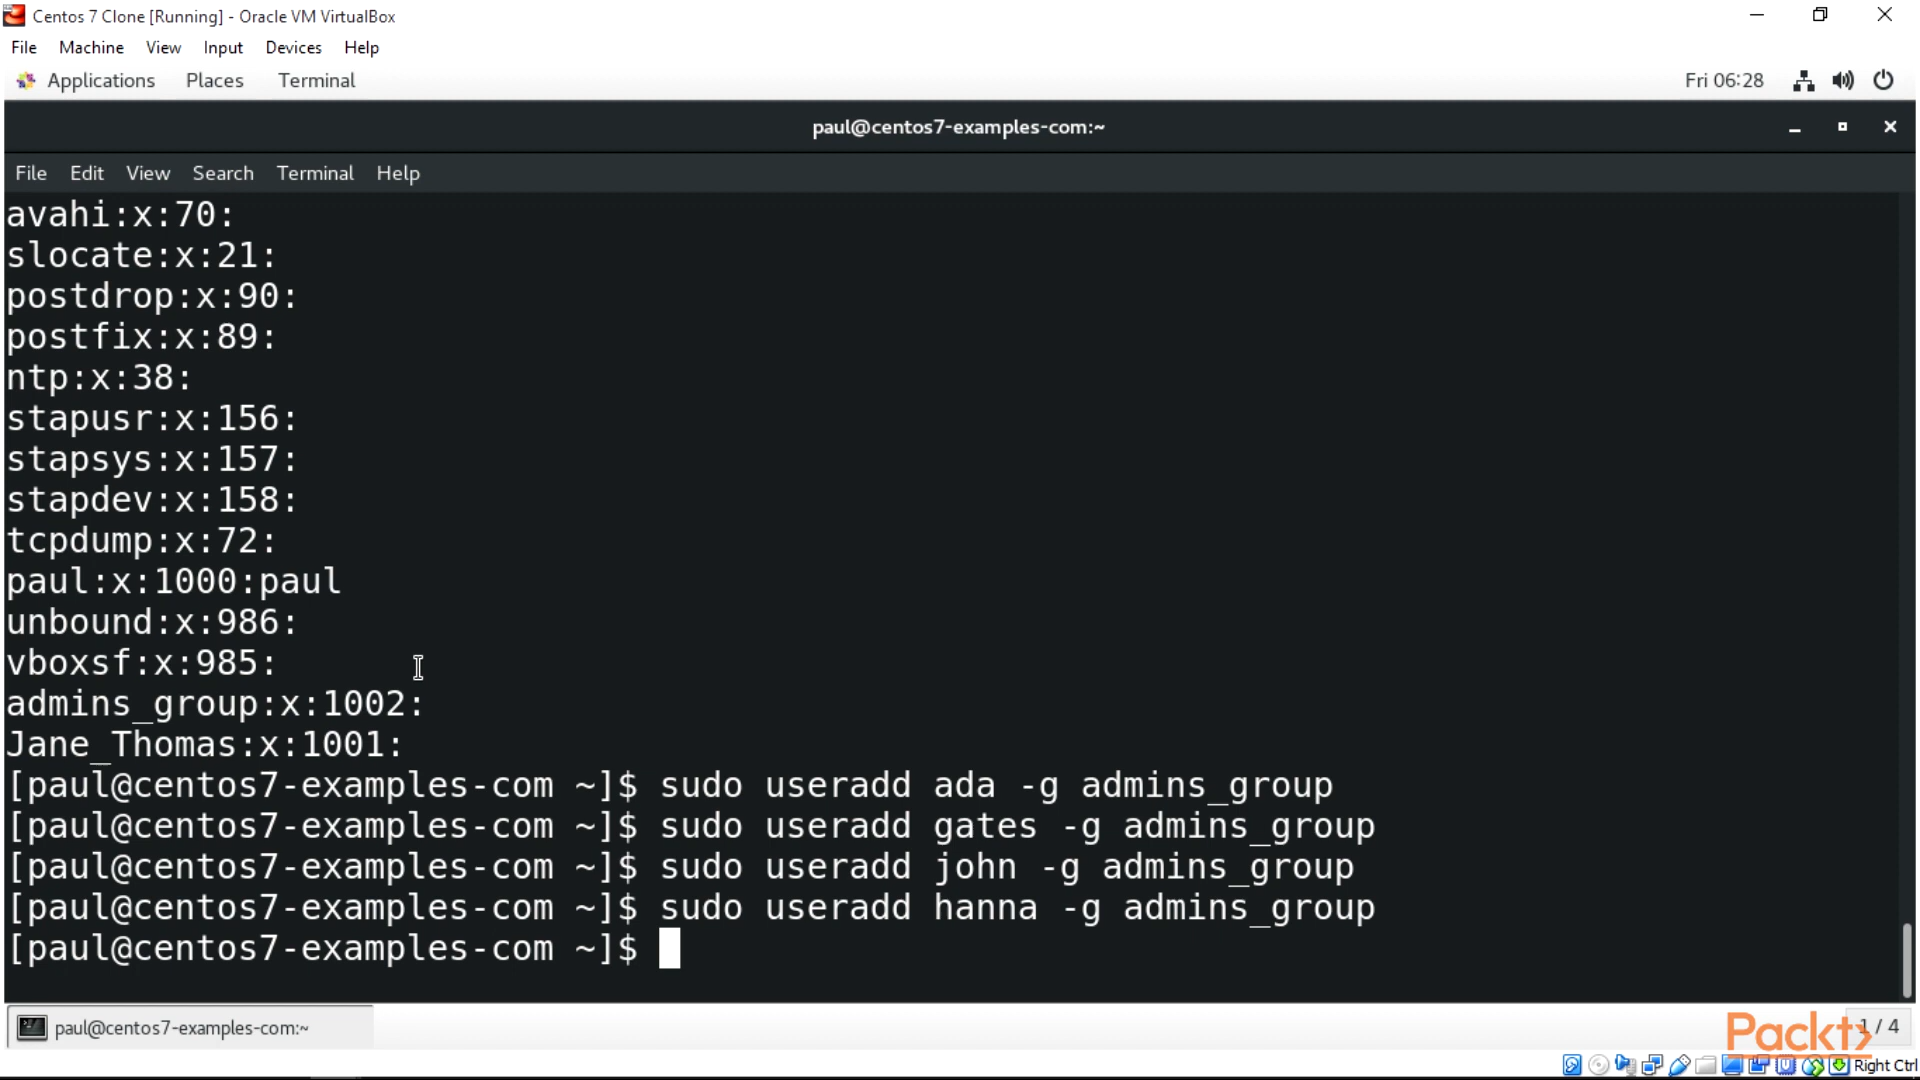 Centos 7 Clone [Running] - Oracle VM VirtualBox
File Machine View Input Devices Help
Applications Places Terminal Fri 06:28
paul@centos7-examples-com:~
File Edit View Search Terminal Help
avahi:x:70:
slocate:x:21:
postdrop:x:90:
postfix:x:89:
ntp:x:38:
stapusr:x:156:
stapsys:x:157:
stapdev:x:158:
tcpdump:x:72:
paul:x:1000:paul
unbound:x:986:
vboxsf:x:985:
admins_group:x:1002:
Jane_Thomas:x:1001:
[paul@centos7-examples-com ~]$ sudo useradd ada -g admins_group
[paul@centos7-examples-com ~]$ sudo useradd gates -g admins_group
[paul@centos7-examples-com ~]$ sudo useradd john -g admins_group
[paul@centos7-examples-com ~]$ sudo useradd hanna -g admins_group
[paul@centos7-examples-com ~]$
paul@centos7-examples-com:~
Packt> 1 / 4
Right Ctrl